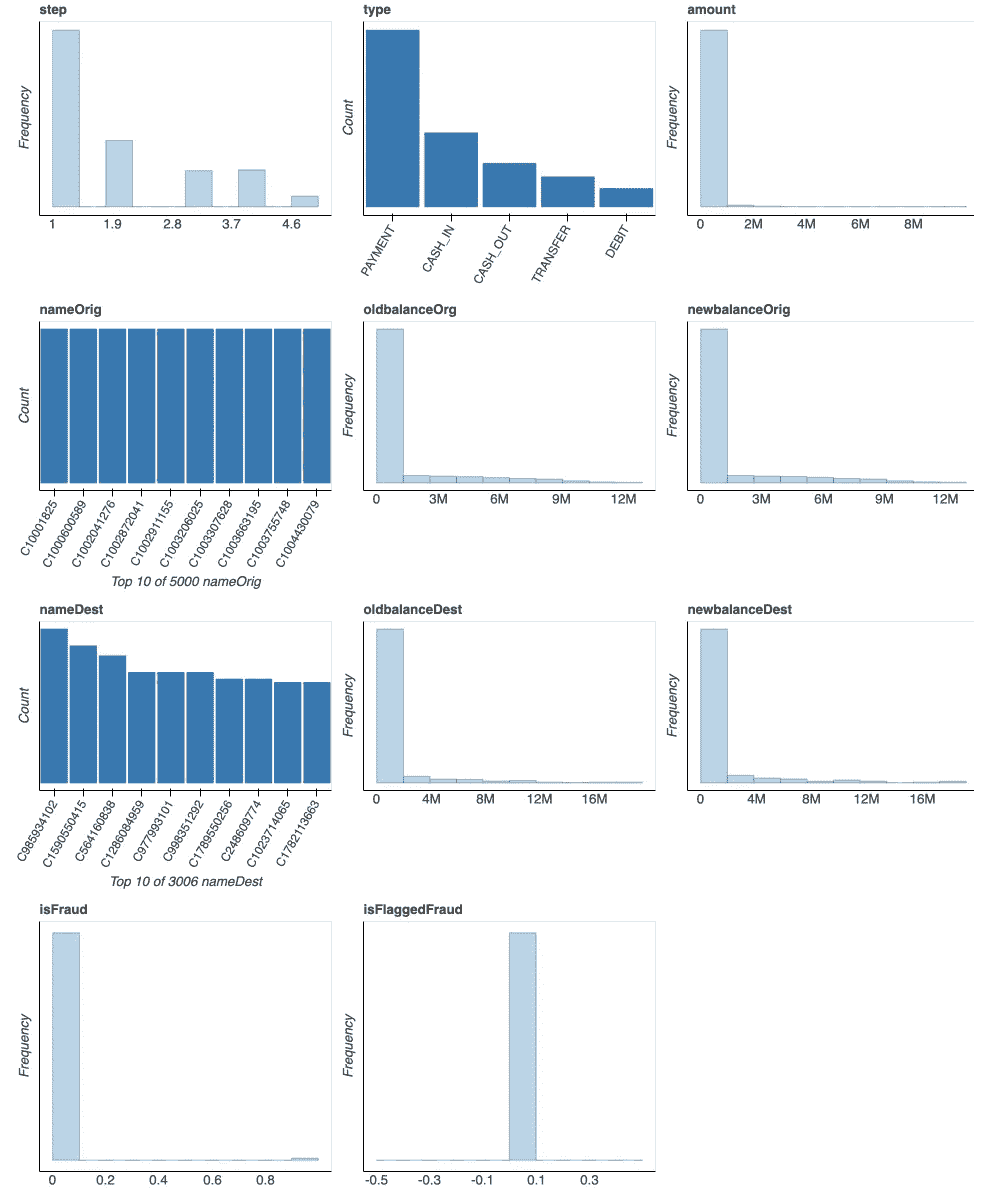 step
type
amount
Frequency
Count
Frequency
1 1.9 2.8 3.7 4.6
PAYMENT CASH_IN CASH_OUT TRANSFER DEBIT
0 2M 4M 6M 8M
nameOrig
oldbalanceOrg
newbalanceOrig
Count
Frequency
Frequency
C10001825 C1000600589 C1002041276 C1002872041 C1002911155 C1003206025 C1003307628 C1003663195 C1003755748 C1004430079
Top 10 of 5000 nameOrig
0 3M 6M 9M 12M
0 3M 6M 9M 12M
nameDest
oldbalanceDest
newbalanceDest
Count
Frequency
Frequency
C985934102 C1590550415 C564160838 C1286084959 C977993101 C998351292 C1789550256 C248609774 C1023714065 C1782113663
Top 10 of 3006 nameDest
0 4M 8M 12M 16M
0 4M 8M 12M 16M
isFraud
isFlaggedFraud
Frequency
Frequency
0 0.2 0.4 0.6 0.8
-0.5 -0.3 -0.1 0.1 0.3